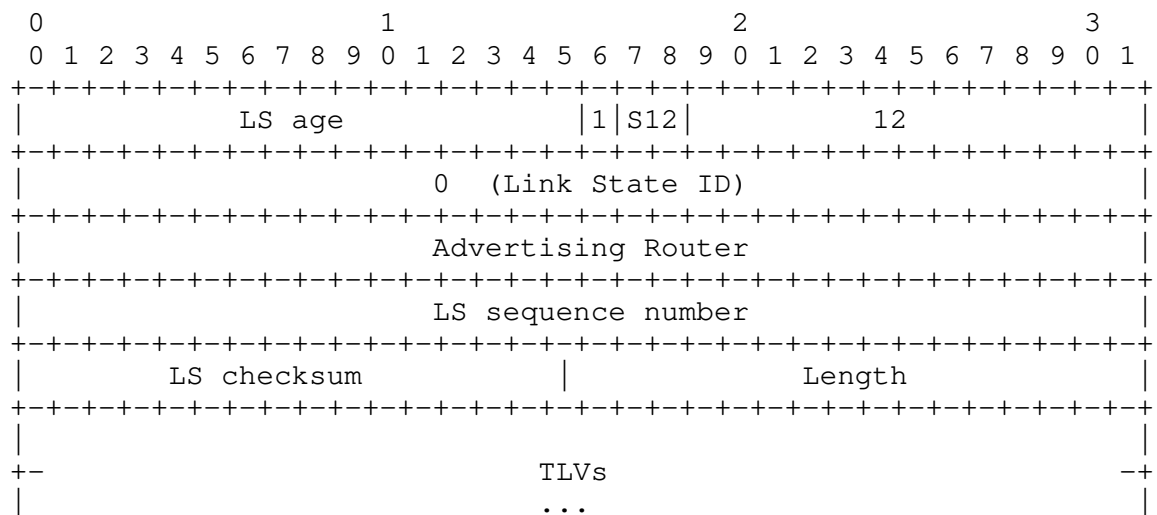 0                   1                   2                   3
 0 1 2 3 4 5 6 7 8 9 0 1 2 3 4 5 6 7 8 9 0 1 2 3 4 5 6 7 8 9 0 1
+-+-+-+-+-+-+-+-+-+-+-+-+-+-+-+-+-+-+-+-+-+-+-+-+-+-+-+-+-+-+-+-+
|            LS age             |1|S12|          12             |
+-+-+-+-+-+-+-+-+-+-+-+-+-+-+-+-+-+-+-+-+-+-+-+-+-+-+-+-+-+-+-+-+
|                       0  (Link State ID)                      |
+-+-+-+-+-+-+-+-+-+-+-+-+-+-+-+-+-+-+-+-+-+-+-+-+-+-+-+-+-+-+-+-+
|                       Advertising Router                      |
+-+-+-+-+-+-+-+-+-+-+-+-+-+-+-+-+-+-+-+-+-+-+-+-+-+-+-+-+-+-+-+-+
|                       LS sequence number                      |
+-+-+-+-+-+-+-+-+-+-+-+-+-+-+-+-+-+-+-+-+-+-+-+-+-+-+-+-+-+-+-+-+
|        LS checksum           |             Length             |
+-+-+-+-+-+-+-+-+-+-+-+-+-+-+-+-+-+-+-+-+-+-+-+-+-+-+-+-+-+-+-+-+
|                                                               |
+-                            TLVs                             -+
|                             ...                               |